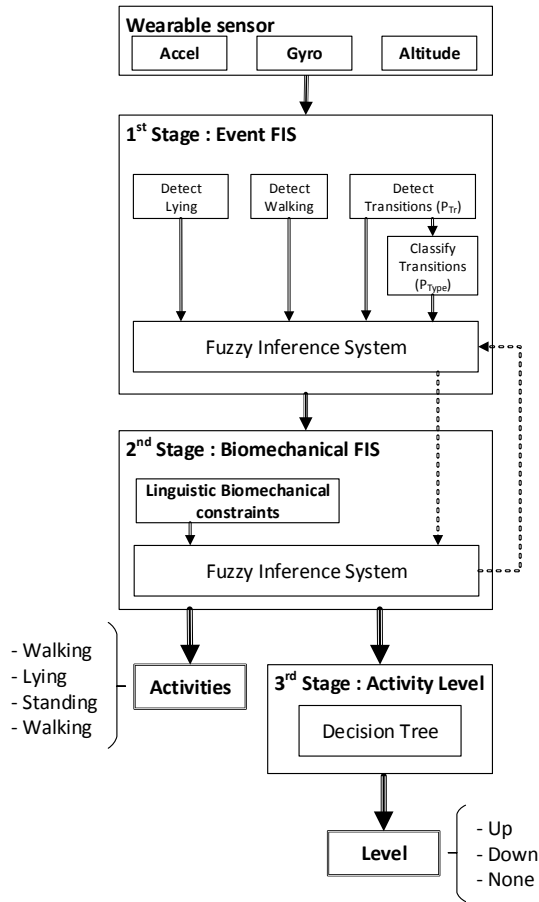 Wearable sensor
Accel
Gyro
Altitude
1st Stage : Event FIS
Detect
Lying
Detect
Walking
Detect
Transitions (PTr)
Classify
Transitions
(PType)
Fuzzy Inference System
2nd Stage : Biomechanical FIS
Linguistic Biomechanical
constraints
Fuzzy Inference System
- Walking
- Lying
- Standing
- Walking
Activities
3rd Stage : Activity Level
Decision Tree
Level
- Up
- Down
- None